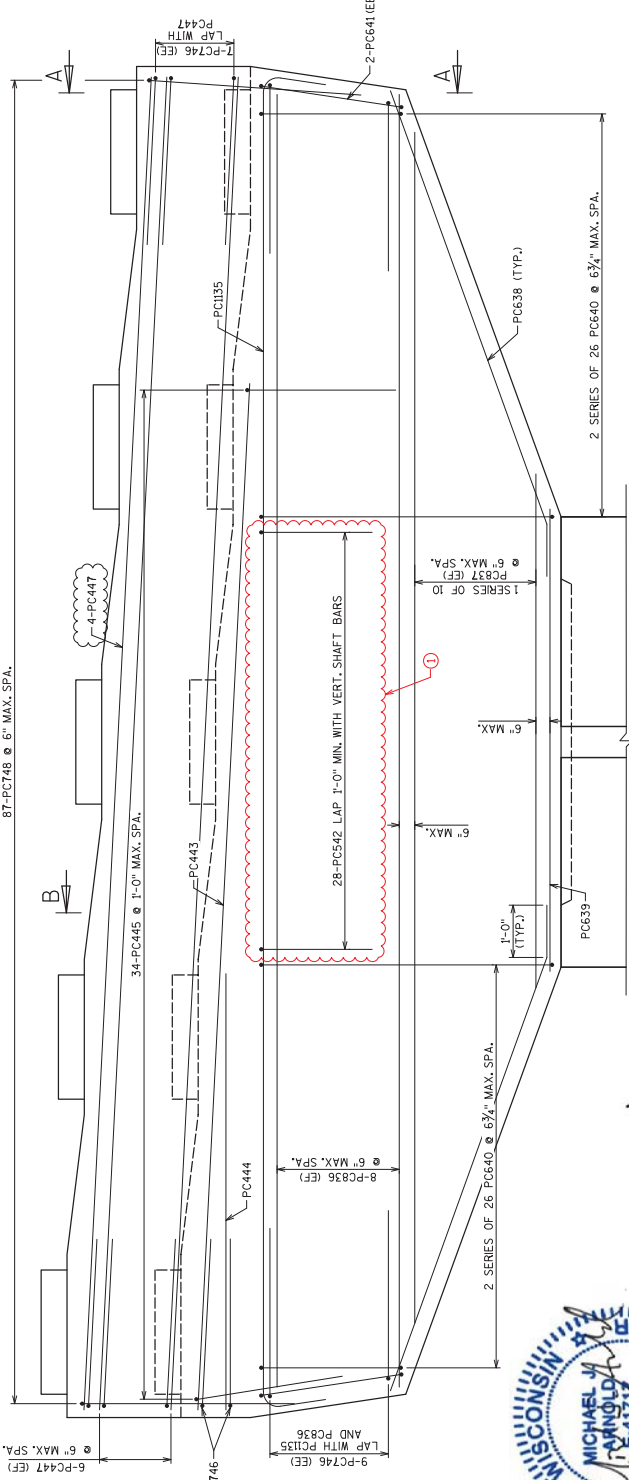 87-PC748 @ 6" MAX. SPA.
A
7-PC746 (EE)
LAP WITH
PC447
2-PC641 (EE)
A
4-PC447
PC1135
B
34-PC445 @ 1'-0" MAX. SPA.
PC443
28-PC542 LAP 1'-0" MIN. WITH VERT. SHAFT BARS
1
1 SERIES OF 10
PC837 (EF)
@ 6" MAX. SPA.
PC638 (TYP.)
2 SERIES OF 26 PC640 @ 6¾" MAX. SPA.
6" MAX.
6" MAX.
1'-0"
(TYP.)
PC639
PC444
8-PC836 (EF)
@ 6" MAX. SPA.
2 SERIES OF 26 PC640 @ 6¾" MAX. SPA.
6-PC447 (EF)
@ 6" MAX. SPA.
746
9-PC746 (EE)
LAP WITH PC1135
AND PC836
WISCONSIN
MICHAEL J.
ARNOLD